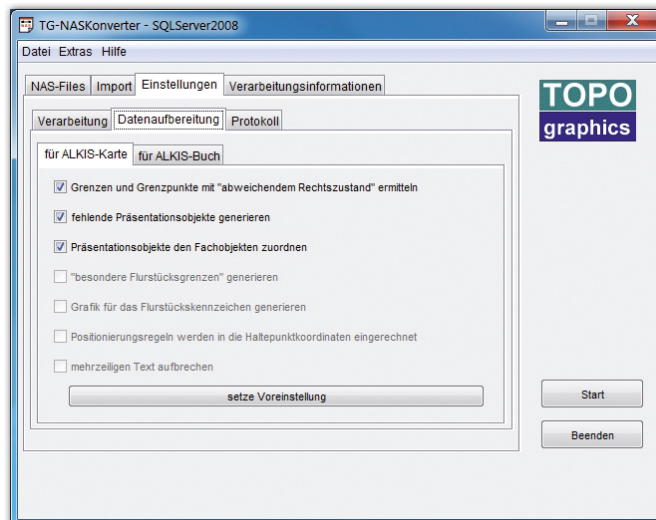 TG-NASKonverter - SQLServer2008
Datei Extras Hilfe
NAS-Files Import Einstellungen Verarbeitungsinformationen
TOPO
graphics
Verarbeitung Datenaufbereitung Protokoll
für ALKIS-Karte für ALKIS-Buch
Grenzen und Grenzpunkte mit "abweichendem Rechtszustand" ermitteln
fehlende Präsentationsobjekte generieren
Präsentationsobjekte den Fachobjekten zuordnen
"besondere Flurstücksgrenzen" generieren
Grafik für das Flurstückskennzeichen generieren
Positionierungsregeln werden in die Haltepunktkoordinaten eingerechnet
mehrzeiligen Text aufbrechen
setze Voreinstellung
Start
Beenden